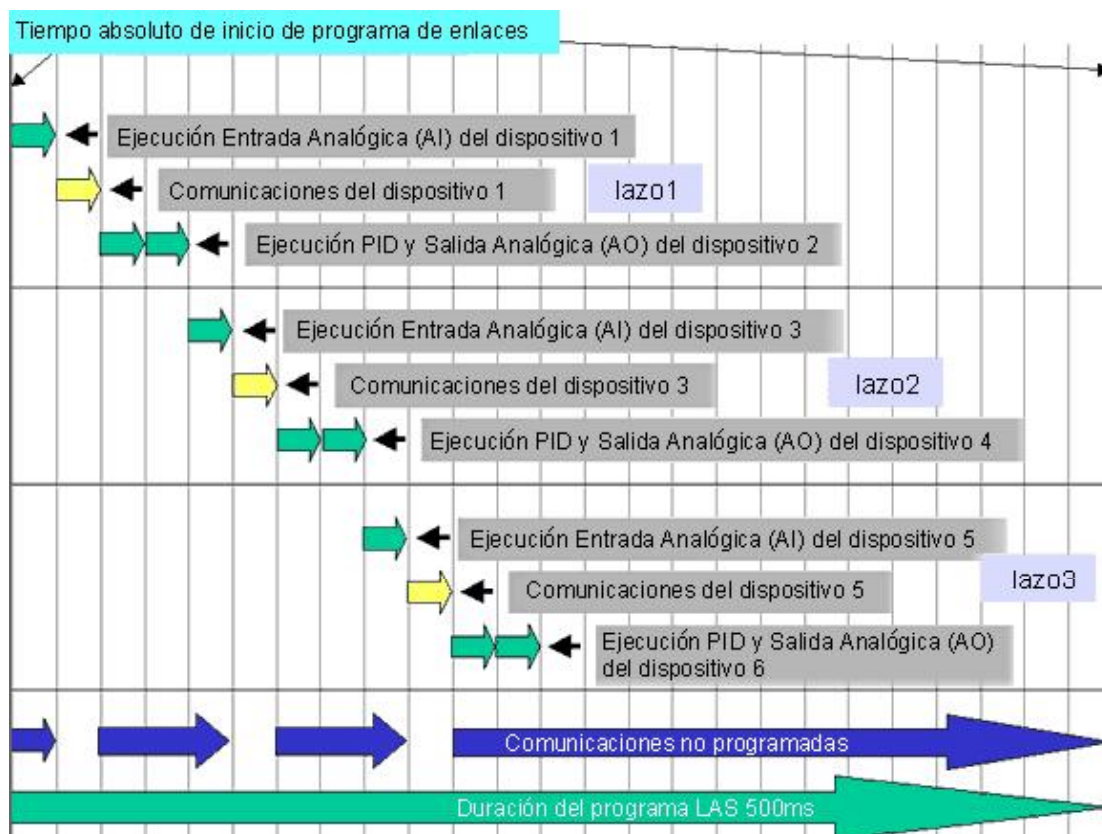 Tiempo absoluto de inicio de programa de enlaces
Ejecución Entrada Analógica (AI) del dispositivo 1
Comunicaciones del dispositivo 1
lazo1
Ejecución PID y Salida Analógica (AO) del dispositivo 2
Ejecución Entrada Analógica (AI) del dispositivo 3
Comunicaciones del dispositivo 3
lazo2
Ejecución PID y Salida Analógica (AO) del dispositivo 4
Ejecución Entrada Analógica (AI) del dispositivo 5
lazo3
Comunicaciones del dispositivo 5
Ejecución PID y Salida Analógica (AO)
del dispositivo 6
Comunicaciones no programadas
Duración del programa LAS 500ms